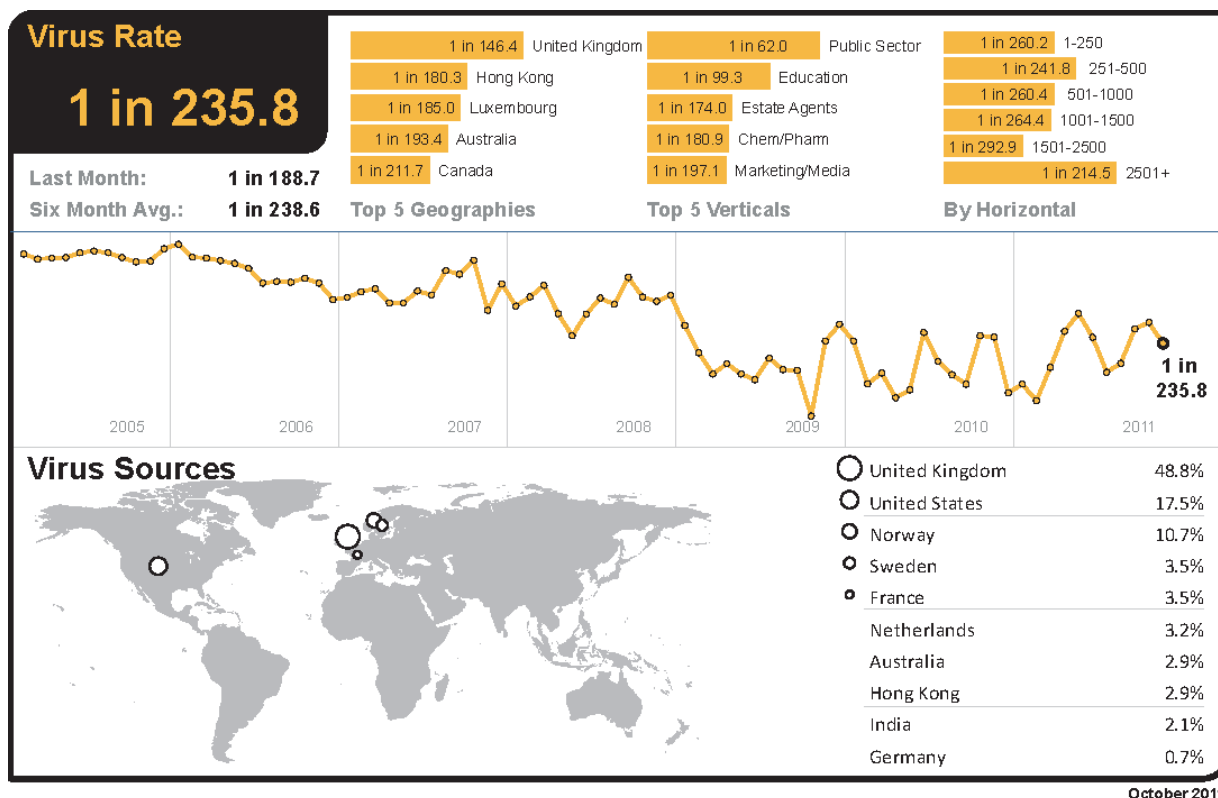 Virus Rate
1 in 235.8
Last Month: 1 in 188.7
Six Month Avg.: 1 in 238.6
1 in 146.4 United Kingdom
1 in 180.3 Hong Kong
1 in 185.0 Luxembourg
1 in 193.4 Australia
1 in 211.7 Canada
Top 5 Geographies
1 in 62.0 Public Sector
1 in 99.3 Education
1 in 174.0 Estate Agents
1 in 180.9 Chem/Pharm
1 in 197.1 Marketing/Media
Top 5 Verticals
1 in 260.2 1-250
1 in 241.8 251-500
1 in 260.4 501-1000
1 in 264.4 1001-1500
1 in 292.9 1501-2500
1 in 214.5 2501+
By Horizontal
1 in
235.8
2005 2006 2007 2008 2009 2010 2011
Virus Sources
United Kingdom 48.8%
United States 17.5%
Norway 10.7%
Sweden 3.5%
France 3.5%
Netherlands 3.2%
Australia 2.9%
Hong Kong 2.9%
India 2.1%
Germany 0.7%
October 201